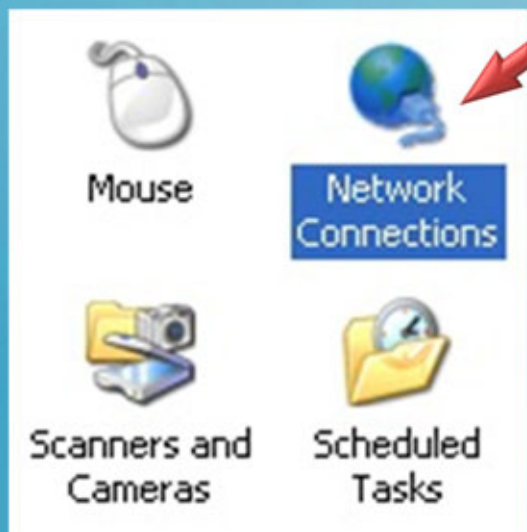 Mouse
Network
Connections
Scanners and
Cameras
Scheduled
Tasks